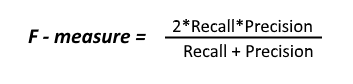 F - measure = 2*Recall*Precision
Recall + Precision